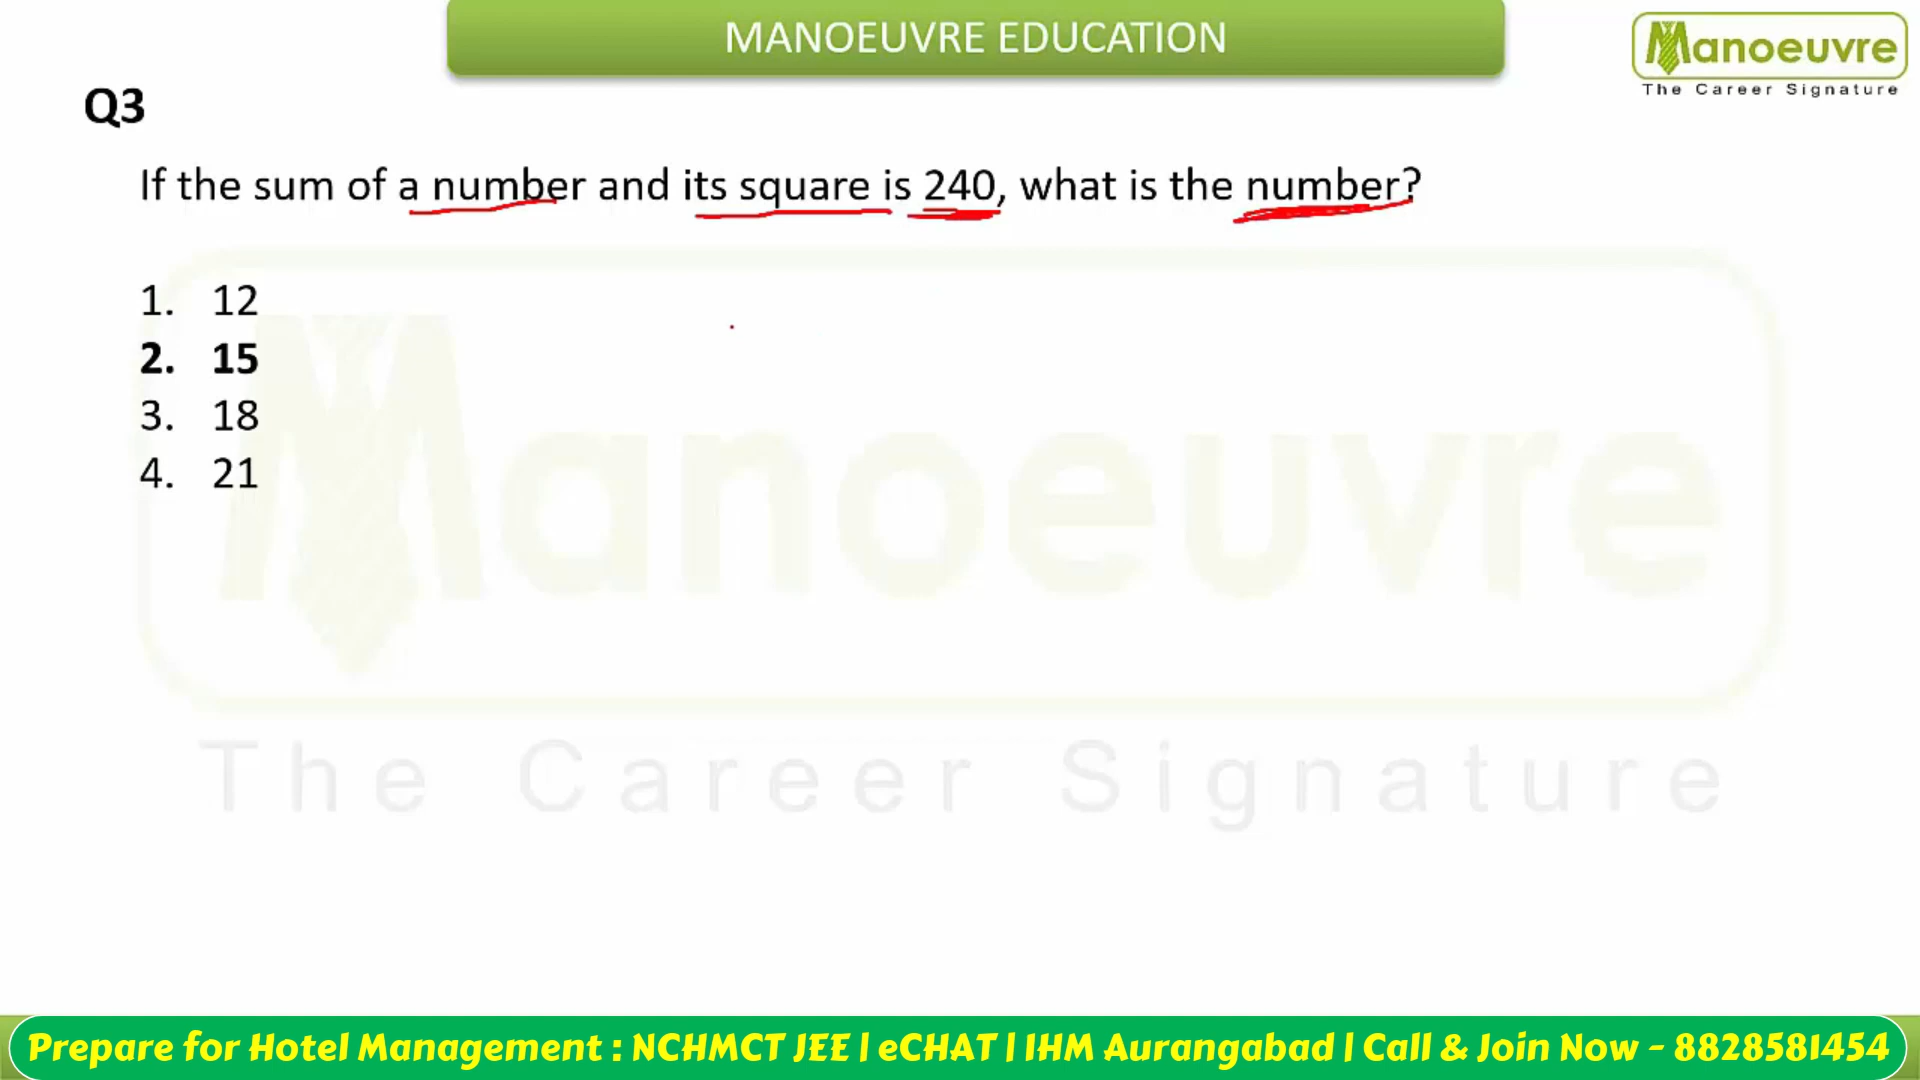 MANOEUVRE EDUCATION
Manoeuvre
The Career Signature
Q3
If the sum of a number and its square is 240, what is the number?
1. 12
2. 15
3. 18
4. 21
Manoeuvre
The Career Signature
Prepare for Hotel Management : NCHMCT JEE | eCHAT | IHM Aurangabad | Call & Join Now - 8828581454